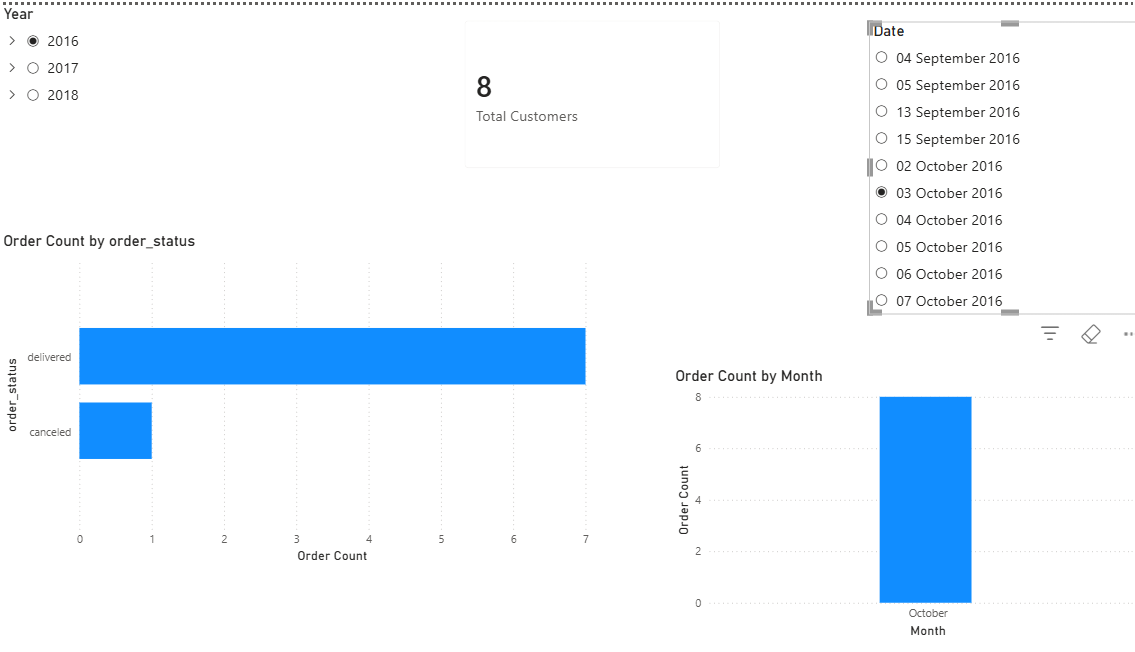 Year
2016
2017
2018
8
Total Customers
Date
04 September 2016
05 September 2016
13 September 2016
15 September 2016
02 October 2016
03 October 2016
04 October 2016
05 October 2016
06 October 2016
07 October 2016
Order Count by order_status
order_status
delivered
canceled
0 1 2 3 4 5 6 7
Order Count
Order Count by Month
Order Count
8
6
4
2
0
October
Month